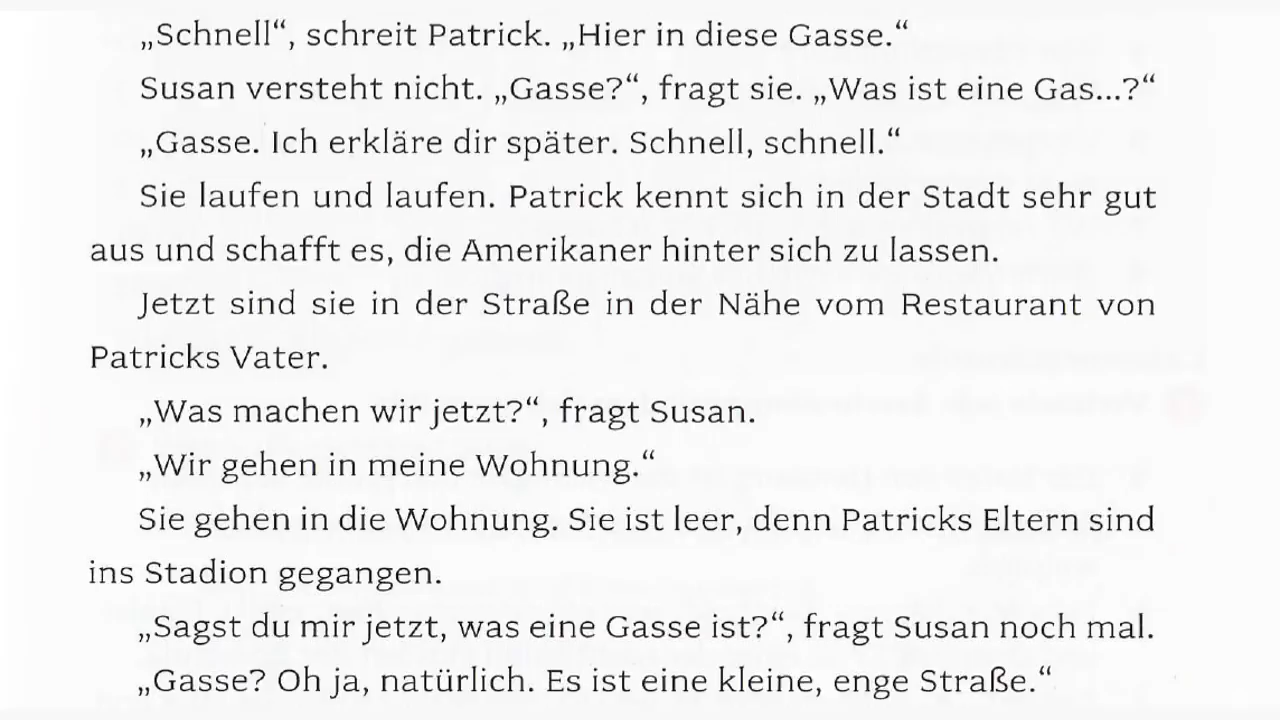 „Schnell“, schreit Patrick. „Hier in diese Gasse.“
Susan versteht nicht. „Gasse?“, fragt sie. „Was ist eine Gas...?“
„Gasse. Ich erkläre dir später. Schnell, schnell.“
Sie laufen und laufen. Patrick kennt sich in der Stadt sehr gut
aus und schafft es, die Amerikaner hinter sich zu lassen.
Jetzt sind sie in der Straße in der Nähe vom Restaurant von
Patricks Vater.
„Was machen wir jetzt?“, fragt Susan.
„Wir gehen in meine Wohnung.“
Sie gehen in die Wohnung. Sie ist leer, denn Patricks Eltern sind
ins Stadion gegangen.
„Sagst du mir jetzt, was eine Gasse ist?“, fragt Susan noch mal.
„Gasse? Oh ja, natürlich. Es ist eine kleine, enge Straße.“